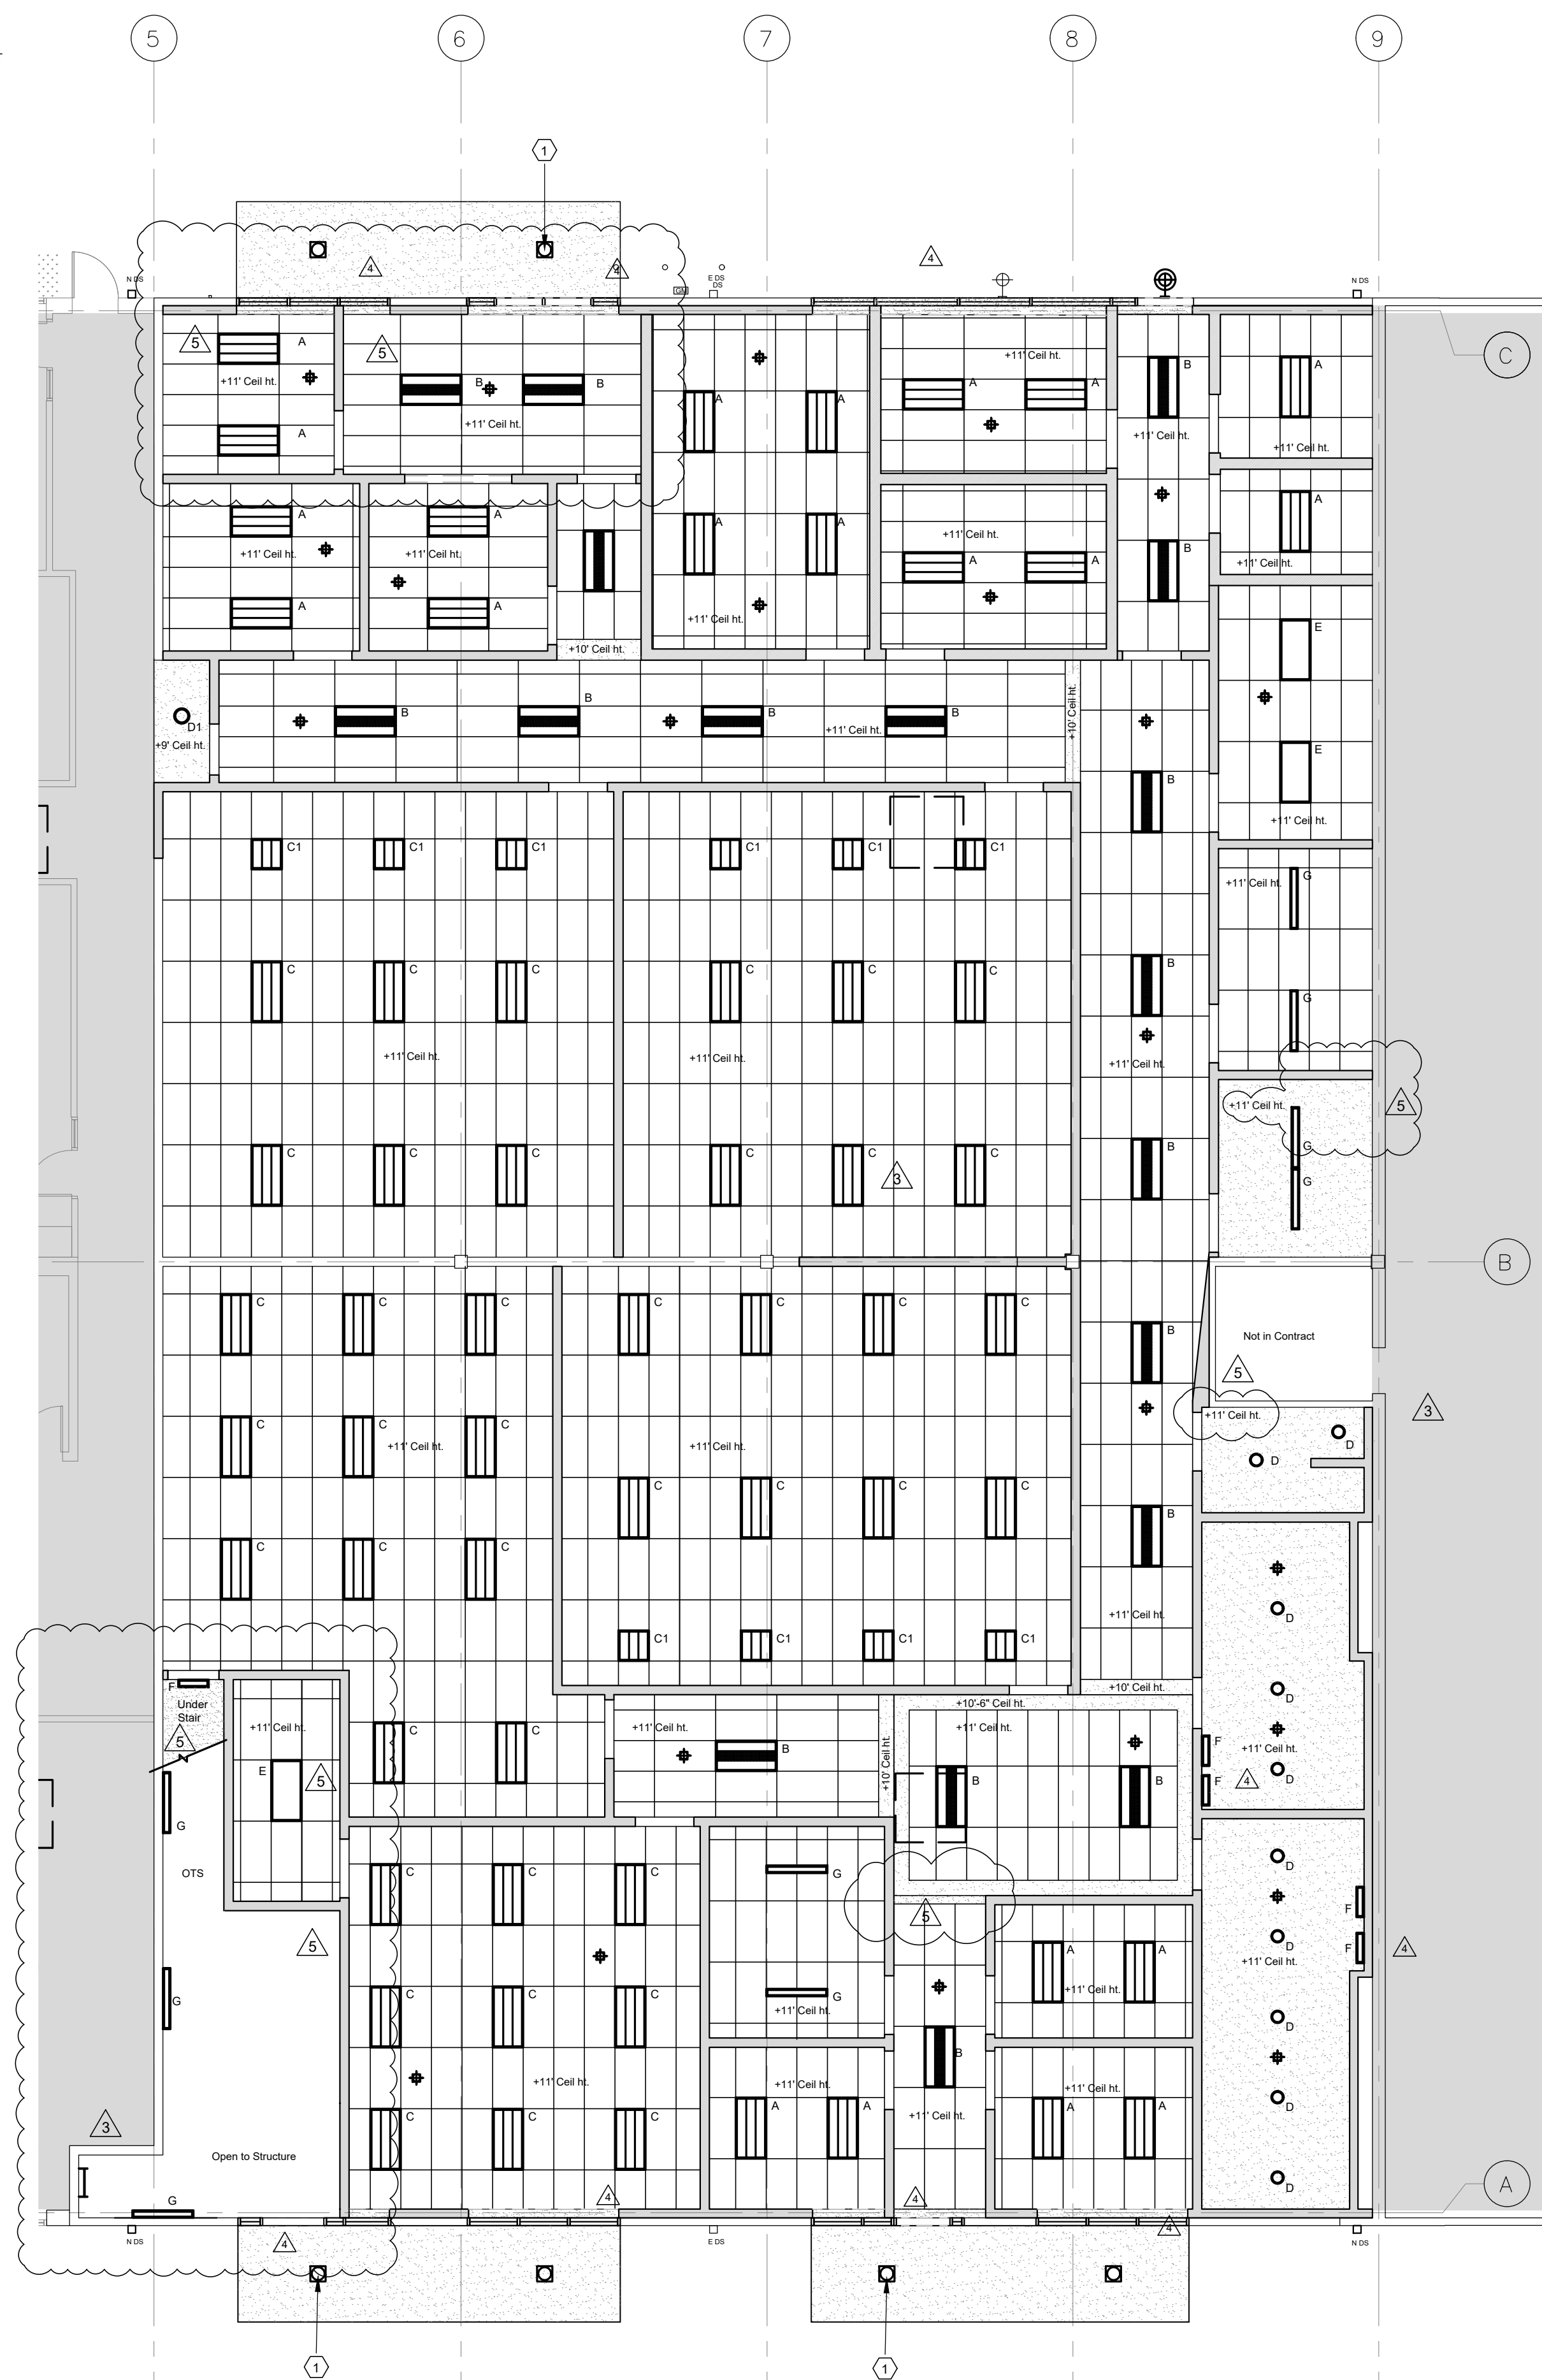 5 6 7 8 9
1
4 4 4
N DS
E DS
DS
GM
N DS
5 A 5
+11' Ceil ht.
B B
+11' Ceil ht.
A
A A
+11' Ceil ht.
A A
B
+11' Ceil ht.
A
+11' Ceil ht.
C
A A
+11' Ceil ht. +11' Ceil ht.
A A
A A
+11' Ceil ht.
+11' Ceil ht.
A A
B
A
+11' Ceil ht.
+10' Ceil ht.
D1
+9' Ceil ht.
B B B B
+11' Ceil ht.
+10' Ceil ht.
E
E
+11' Ceil ht.
B
C1 C1 C1 C1 C1 C1
+11' Ceil ht.
G
C C C C C C
B
G
+11' Ceil ht. +11' Ceil ht. +11' Ceil ht.
+11' Ceil ht.
5
G
G
C C C C C C
3
B
B
C C C C C C C
B
Not in Contract
5
3
+11' Ceil ht.
D
D
C C C
+11' Ceil ht. +11' Ceil ht.
C C C C
B
C C C
D
+11' Ceil ht.
C1 C1 C1 C1
F
Under
Stair
5
+11' Ceil ht.
E
5
C C
+11' Ceil ht.
B
+10' Ceil ht.
+10'-6" Ceil ht.
+11' Ceil ht.
+10' Ceil ht.
B B
D
F
F
+11' Ceil ht.
4
D
G
OTS
5
G
C C C
G
5
D
F
D
F
+11' Ceil ht.
4
A A
+11' Ceil ht.
C C C
G
+11' Ceil ht.
D
B
+11' Ceil ht.
+11' Ceil ht.
+11' Ceil ht.
+11' Ceil ht.
A A
A A
D
C C C
3
Open to Structure
G
4 4
D
A
N DS
4
E DS
4
N DS
1 1